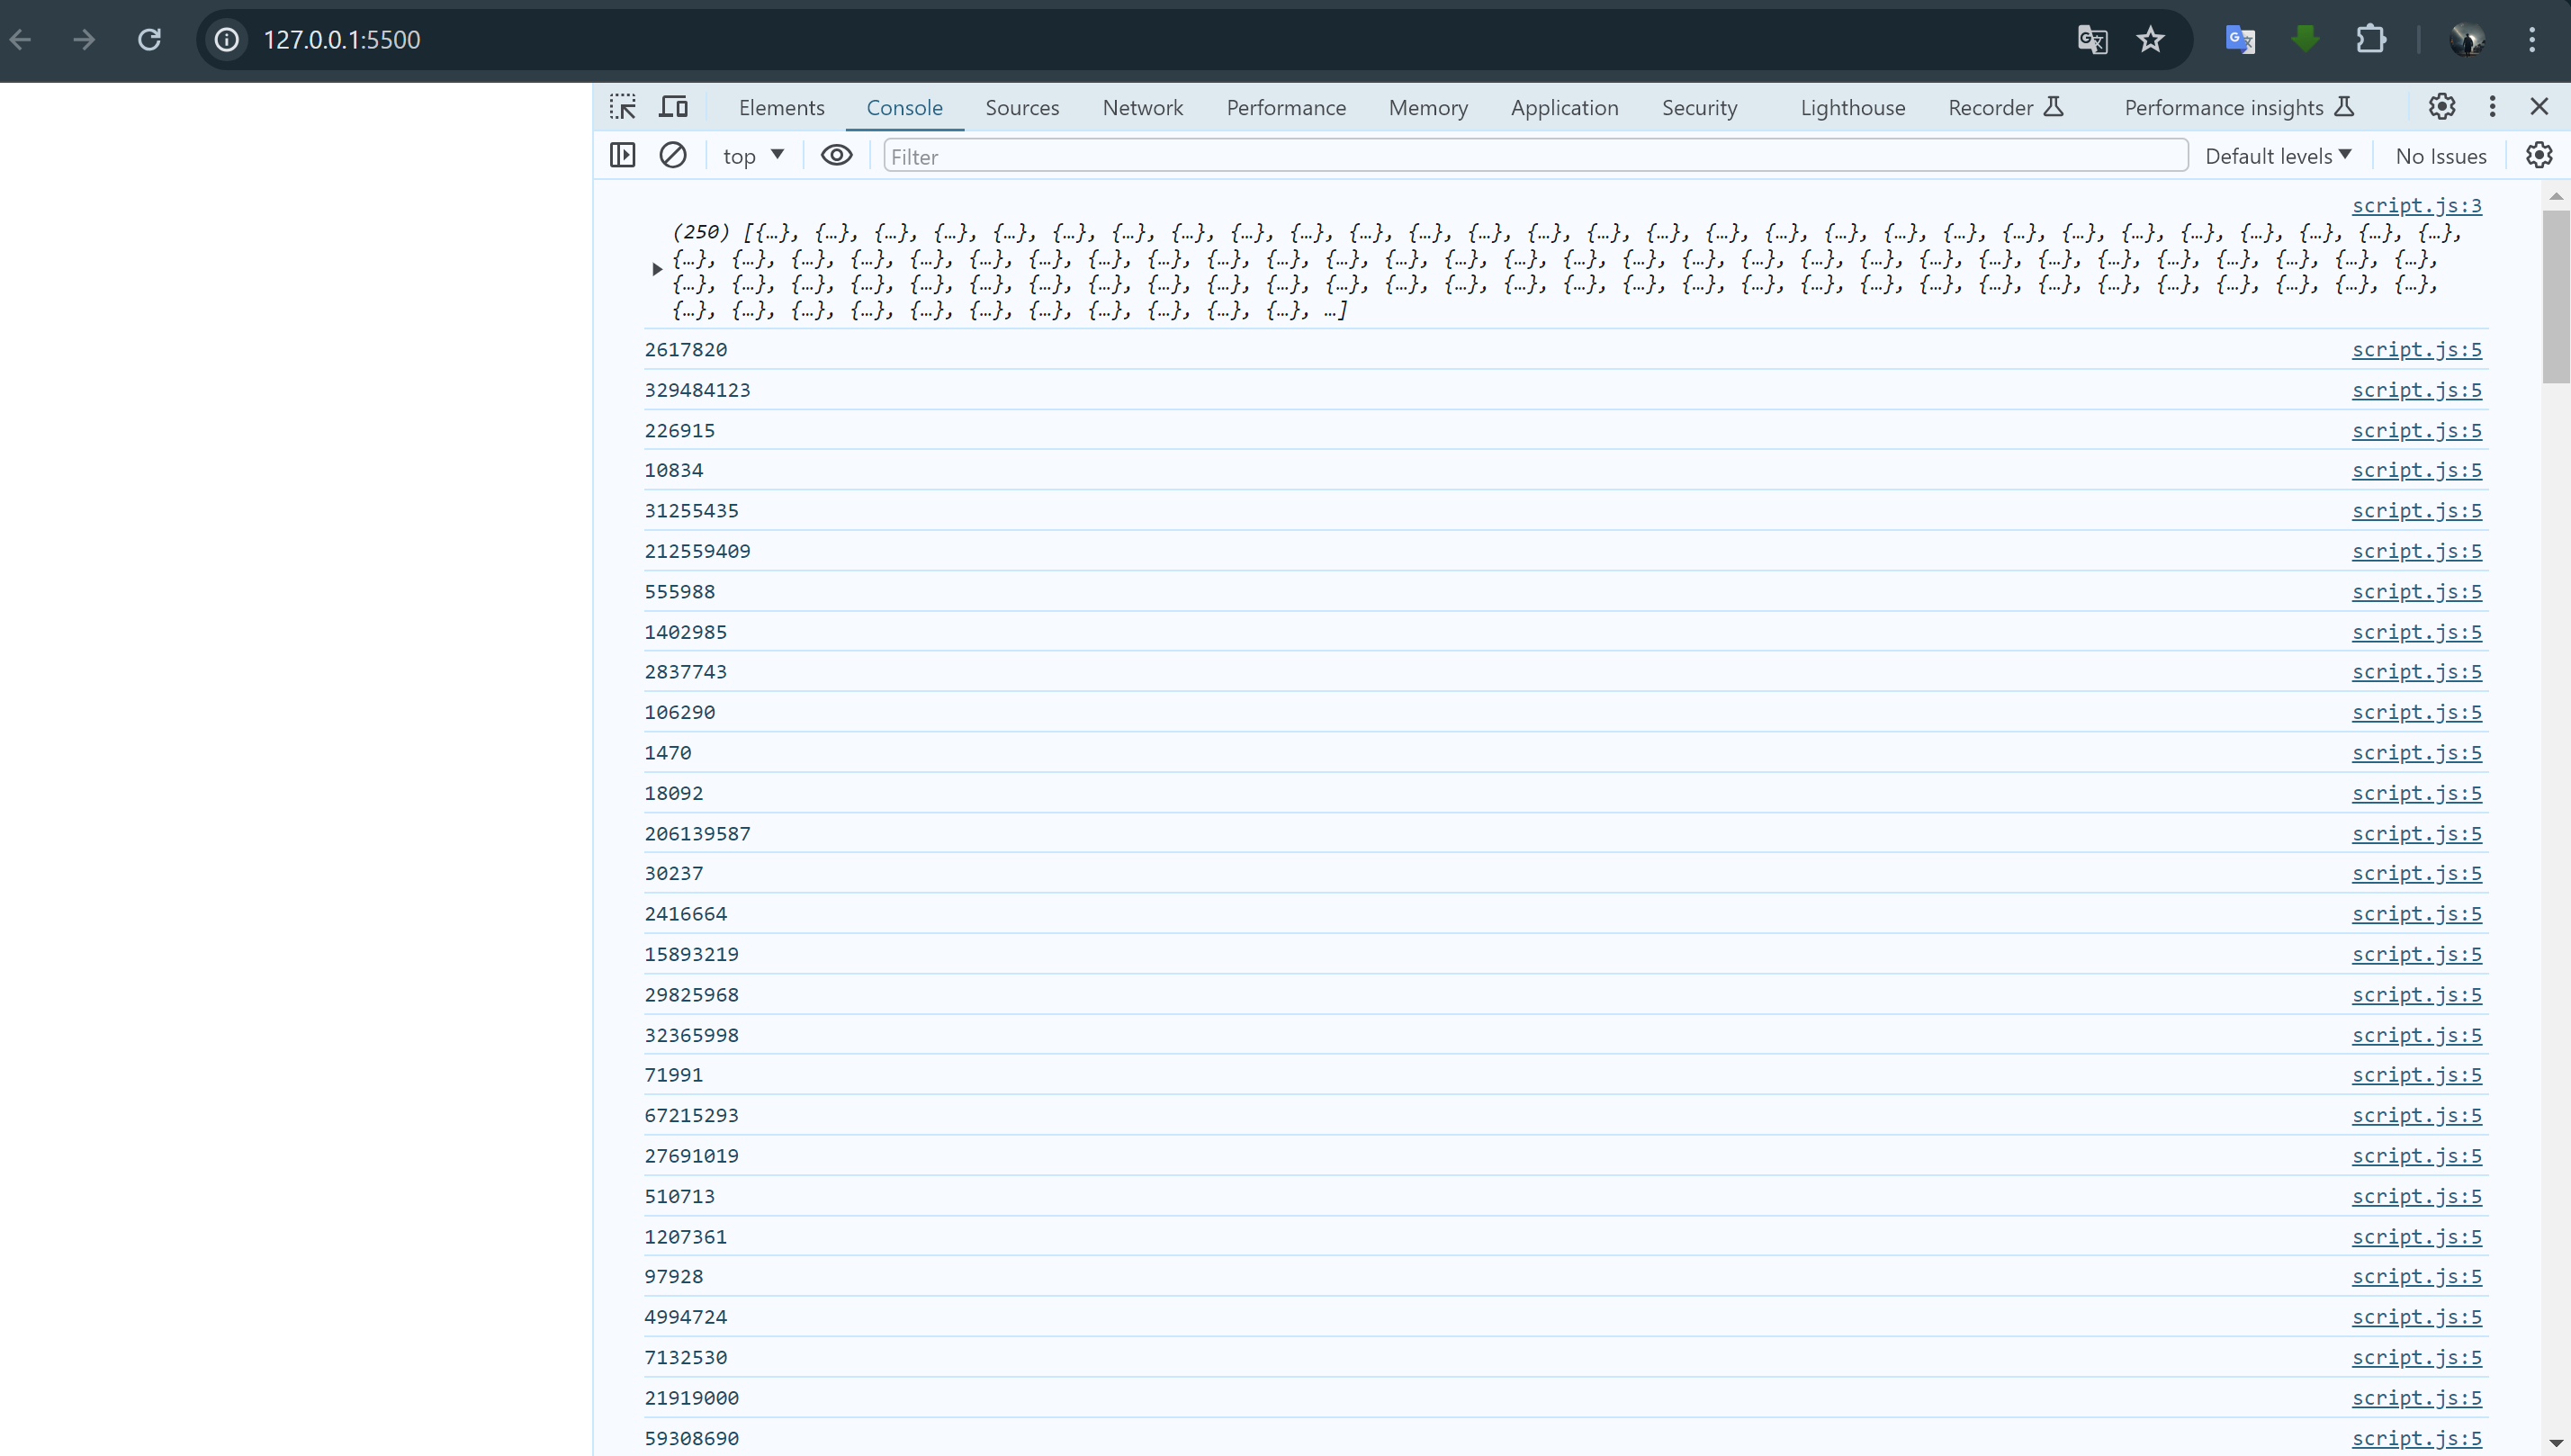 127.0.0.1:5500
Elements Console Sources Network Performance Memory Application Security Lighthouse Recorder Performance insights
top Filter Default levels No Issues
script.js:3
(250) [{…}, {…}, {…}, {…}, {…}, {…}, {…}, {…}, {…}, {…}, {…}, {…}, {…}, {…}, {…}, {…}, {…}, {…}, {…}, {…}, {…}, {…}, {…}, {…}, {…}, {…}, {…}, {…}, {…},
{…}, {…}, {…}, {…}, {…}, {…}, {…}, {…}, {…}, {…}, {…}, {…}, {…}, {…}, {…}, {…}, {…}, {…}, {…}, {…}, {…}, {…}, {…}, {…}, {…}, {…}, {…}, {…}, {…}, {…},
{…}, {…}, {…}, {…}, {…}, {…}, {…}, {…}, {…}, {…}, {…}, {…}, {…}, {…}, {…}, {…}, {…}, {…}, {…}, {…}, {…}, {…}, {…}, {…}, {…}, {…}, {…}, {…}, {…}, {…},
{…}, {…}, {…}, {…}, {…}, {…}, {…}, {…}, {…}, {…}, {…}, …]
2617820 script.js:5
329484123 script.js:5
226915 script.js:5
10834 script.js:5
31255435 script.js:5
212559409 script.js:5
555988 script.js:5
1402985 script.js:5
2837743 script.js:5
106290 script.js:5
1470 script.js:5
18092 script.js:5
206139587 script.js:5
30237 script.js:5
2416664 script.js:5
15893219 script.js:5
29825968 script.js:5
32365998 script.js:5
71991 script.js:5
67215293 script.js:5
27691019 script.js:5
510713 script.js:5
1207361 script.js:5
97928 script.js:5
4994724 script.js:5
7132530 script.js:5
21919000 script.js:5
59308690 script.js:5